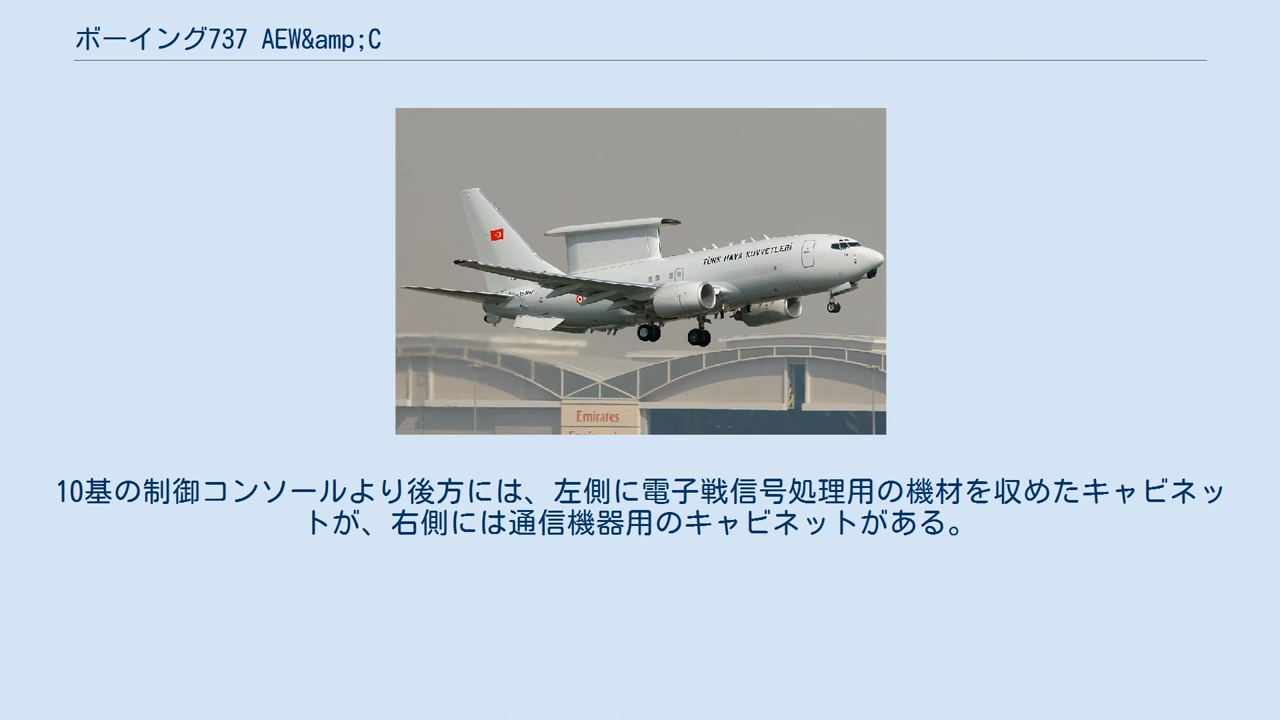 ボーイング737 AEW&amp;C
TÜRK HAVA KUVVETLERİ
Emirates
10基の制御コンソールより後方には、左側に電子戦信号処理用の機材を収めたキャビネッ
トが、右側には通信機器用のキャビネットがある。